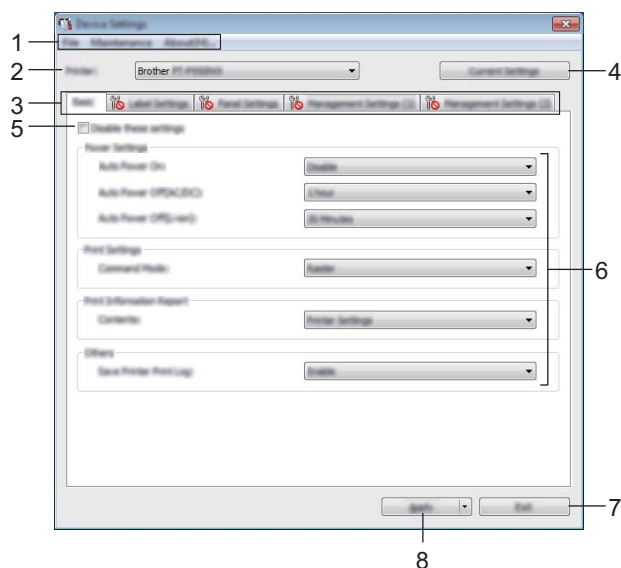 Device Settings
1
File Maintenance About(H)...
2
Printer:
Brother
Current Settings
4
3
Basic
Label Settings
Panel Settings
Management Settings (1)
Management Settings (2)
5
Disable these settings
Power Settings
Auto Power On:
Disable
Auto Power Off(AC/DC):
1 hour
Auto Power Off(Li-ion):
30 Minutes
Print Settings
Command Mode:
Raster
6
Print Information Report
Contents:
Printer Settings
Others
Save Printer Print Log:
Enable
Apply
Exit
7
8